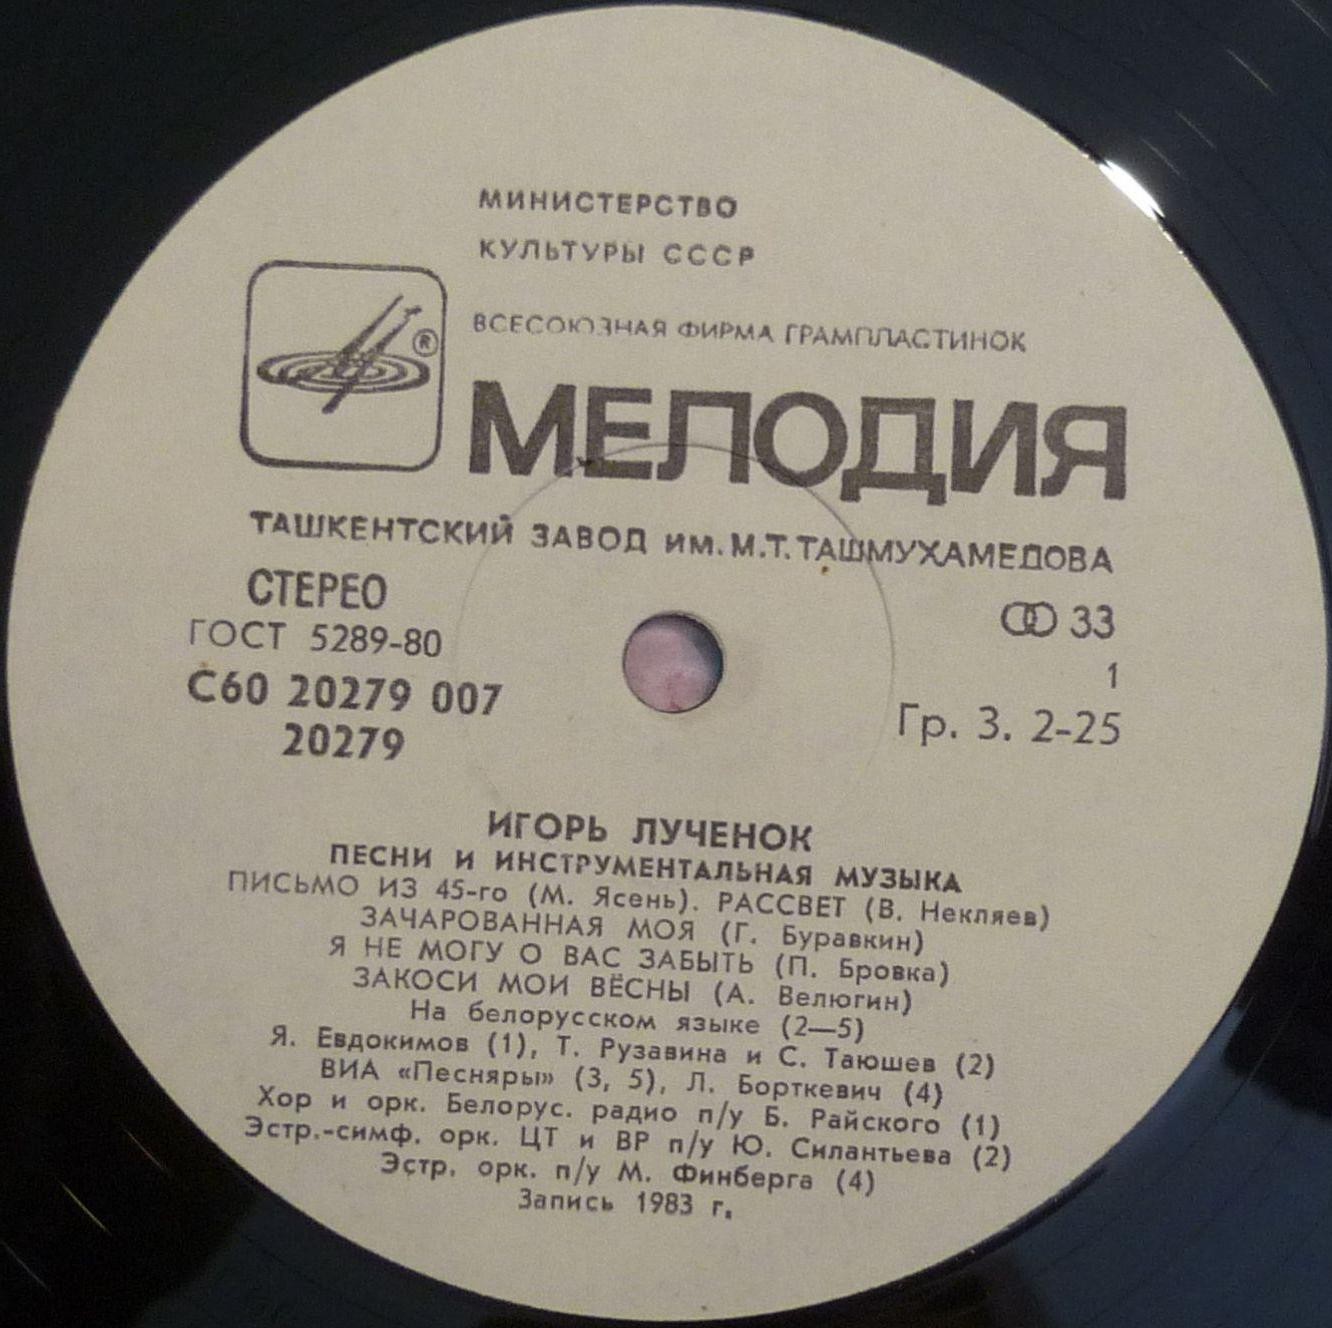 МИНИСТЕРСТВО
КУЛЬТУРЫ СССР
®
ВСЕСОЮЗНАЯ ФИРМА ГРАМПЛАСТИНОК
МЕЛОДИЯ
ТАШКЕНТСКИЙ ЗАВОД ИМ. М.Т. ТАШМУХАМЕДОВА
СТЕРЕО
ГОСТ 5289-80
С60 20279 007
20279
33
1
Гр. 3. 2-25
ИГОРЬ ЛУЧЕНОК
ПЕСНИ И ИНСТРУМЕНТАЛЬНАЯ МУЗЫКА
ПИСЬМО ИЗ 45-го (М. Ясень). РАССВЕТ (В. Некляев)
ЗАЧАРОВАННАЯ МОЯ (Г. Буравкин)
Я НЕ МОГУ О ВАС ЗАБЫТЬ (П. Бровка)
ЗАКОСИ МОИ ВЁСНЫ (А. Велюгин)
На белорусском языке (2—5)
Я. Евдокимов (1), Т. Рузавина и С. Таюшев (2)
ВИА «Песняры» (3, 5), Л. Борткевич (4)
Хор и орк. Белорус. радио п/у Б. Райского (1)
Эстр.-симф. орк. ЦТ и ВР п/у Ю. Силантьева (2)
Эстр. орк. п/у М. Финберга (4)
Запись 1983 г.